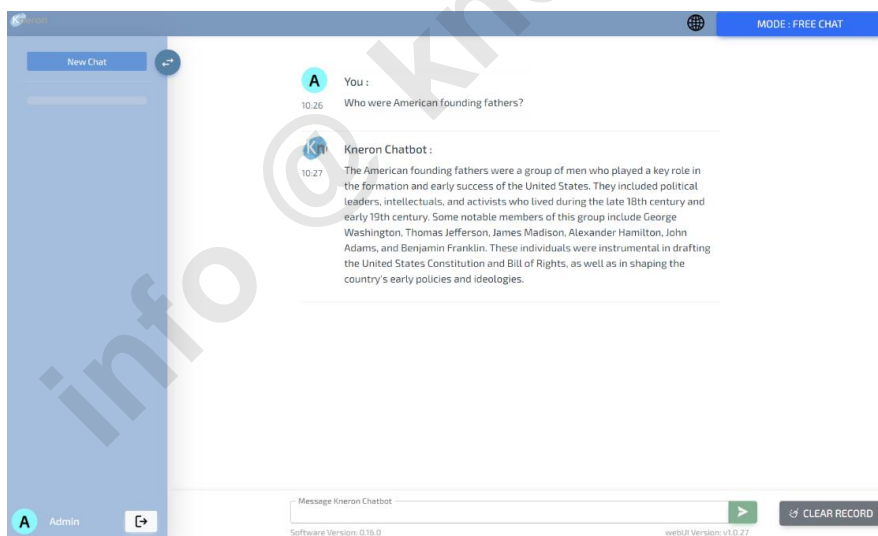 Kneron
MODE : FREE CHAT
New Chat
A
You :
10:26
Who were American founding fathers?
Kn
Kneron Chatbot :
10:27
The American founding fathers were a group of men who played a key role in
the formation and early success of the United States. They included political
leaders, intellectuals, and activists who lived during the late 18th century and
early 19th century. Some notable members of this group include George
Washington, Thomas Jefferson, James Madison, Alexander Hamilton, John
Adams, and Benjamin Franklin. These individuals were instrumental in drafting
the United States Constitution and Bill of Rights, as well as in shaping the
country's early policies and ideologies.
info @ kn
Message Kneron Chatbot
CLEAR RECORD
A Admin
Software Version: 0.16.0
webUI Version: v1.0.27